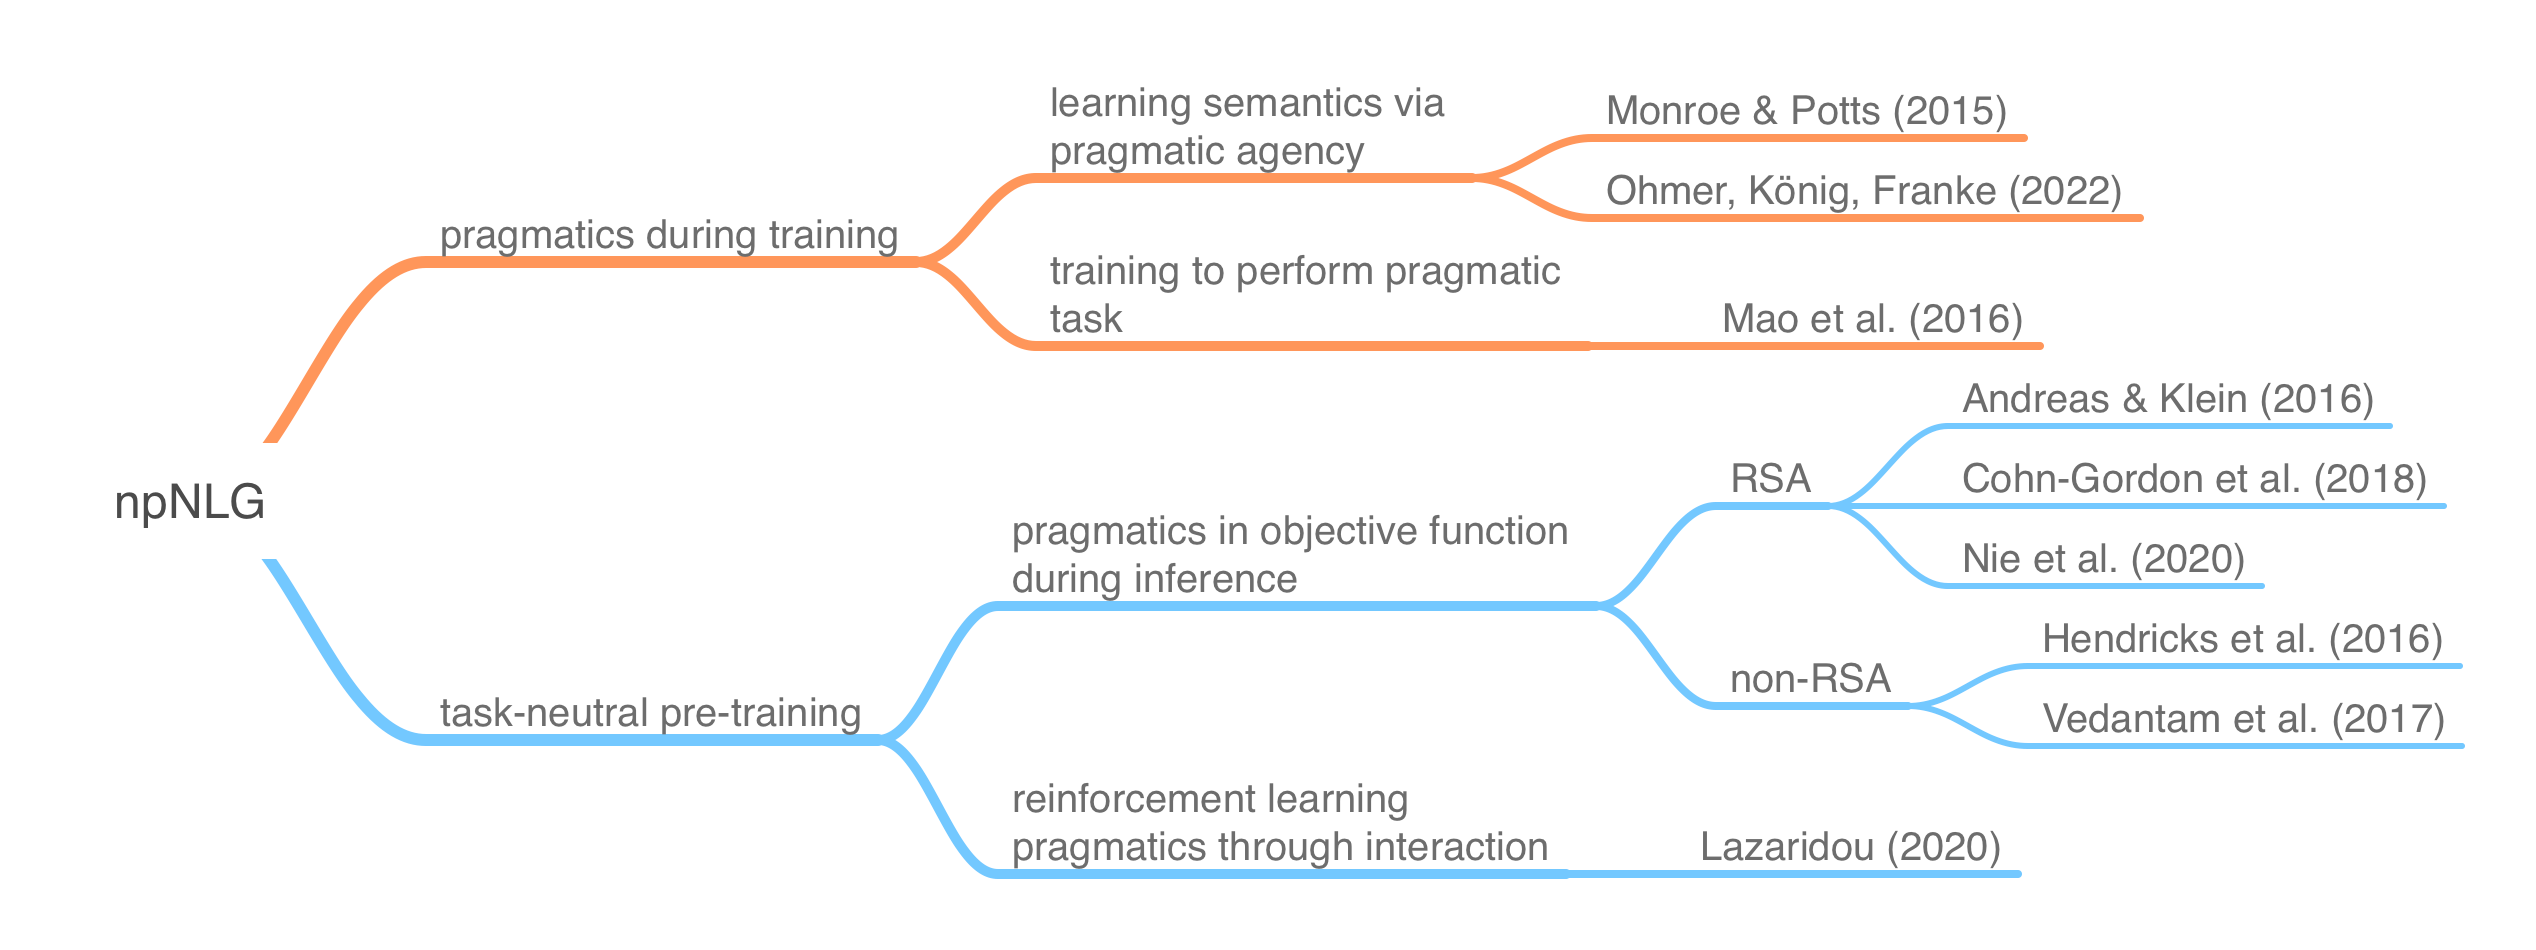 npNLG
pragmatics during training
learning semantics via
pragmatic agency
Monroe & Potts (2015)
Ohmer, König, Franke (2022)
training to perform pragmatic
task
Mao et al. (2016)
task-neutral pre-training
pragmatics in objective function
during inference
RSA
Andreas & Klein (2016)
Cohn-Gordon et al. (2018)
Nie et al. (2020)
non-RSA
Hendricks et al. (2016)
Vedantam et al. (2017)
reinforcement learning
pragmatics through interaction
Lazaridou (2020)